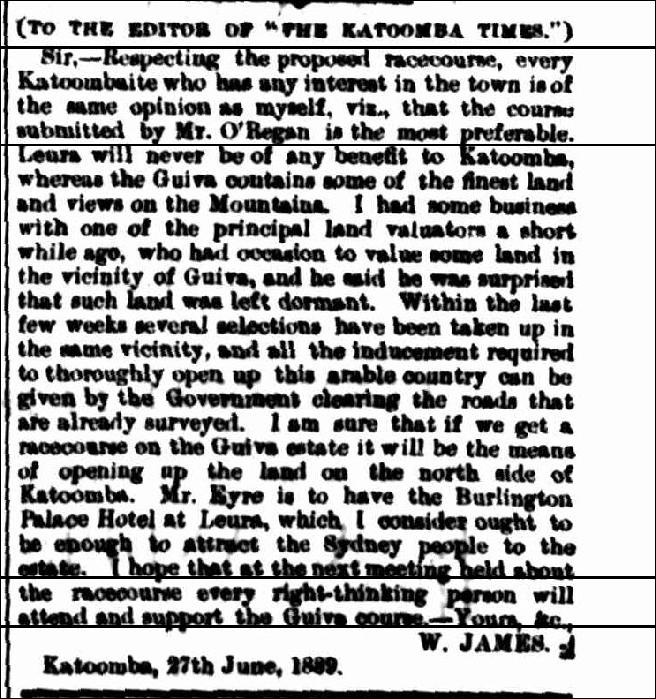 (TO THE EDITOR OF "THE KATOOMBA TIMES.")
Sir,—Respecting the proposed racecourse, every
Katoombaite who has any interest in the town is of
the same opinion as myself, viz., that the course
submitted by Mr. O'Regan is the most preferable.
Leura will never be of any benefit to Katoomba,
whereas the Guiva contains some of the finest land
and views on the Mountains. I had some business
with one of the principal land valuators a short
while ago, who had occasion to value some land in
the vicinity of Guiva, and he said he was surprised
that such land was left dormant. Within the last
few weeks several selections have been taken up in
the same vicinity, and all the inducement required
to thoroughly open up this arable country can be
given by the Government clearing the roads that
are already surveyed. I am sure that if we get a
racecourse on the Guiva estate it will be the means
of opening up the land on the north side of
Katoomba. Mr. Eyre is to have the Burlington
Palace Hotel at Leura, which I consider ought to
be enough to attract the Sydney people to the
estate. I hope that at the next meeting held about
the racecourse every right-thinking person will
attend and support the Guiva course.—Yours, &c.,
W. JAMES.
Katoomba, 27th June, 1889.